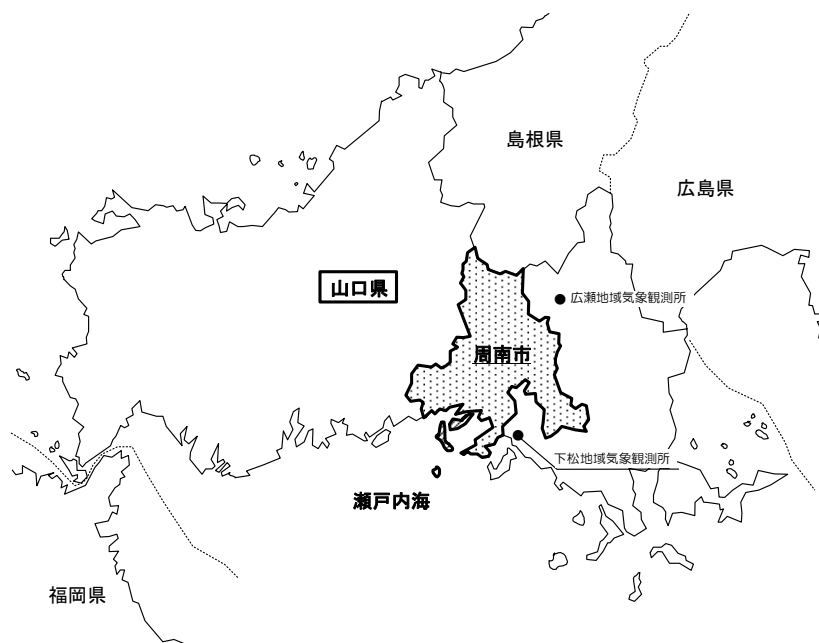 島根県
広島県
山口県
広瀬地域気象観測所
周南市
下松地域気象観測所
瀬戸内海
福岡県